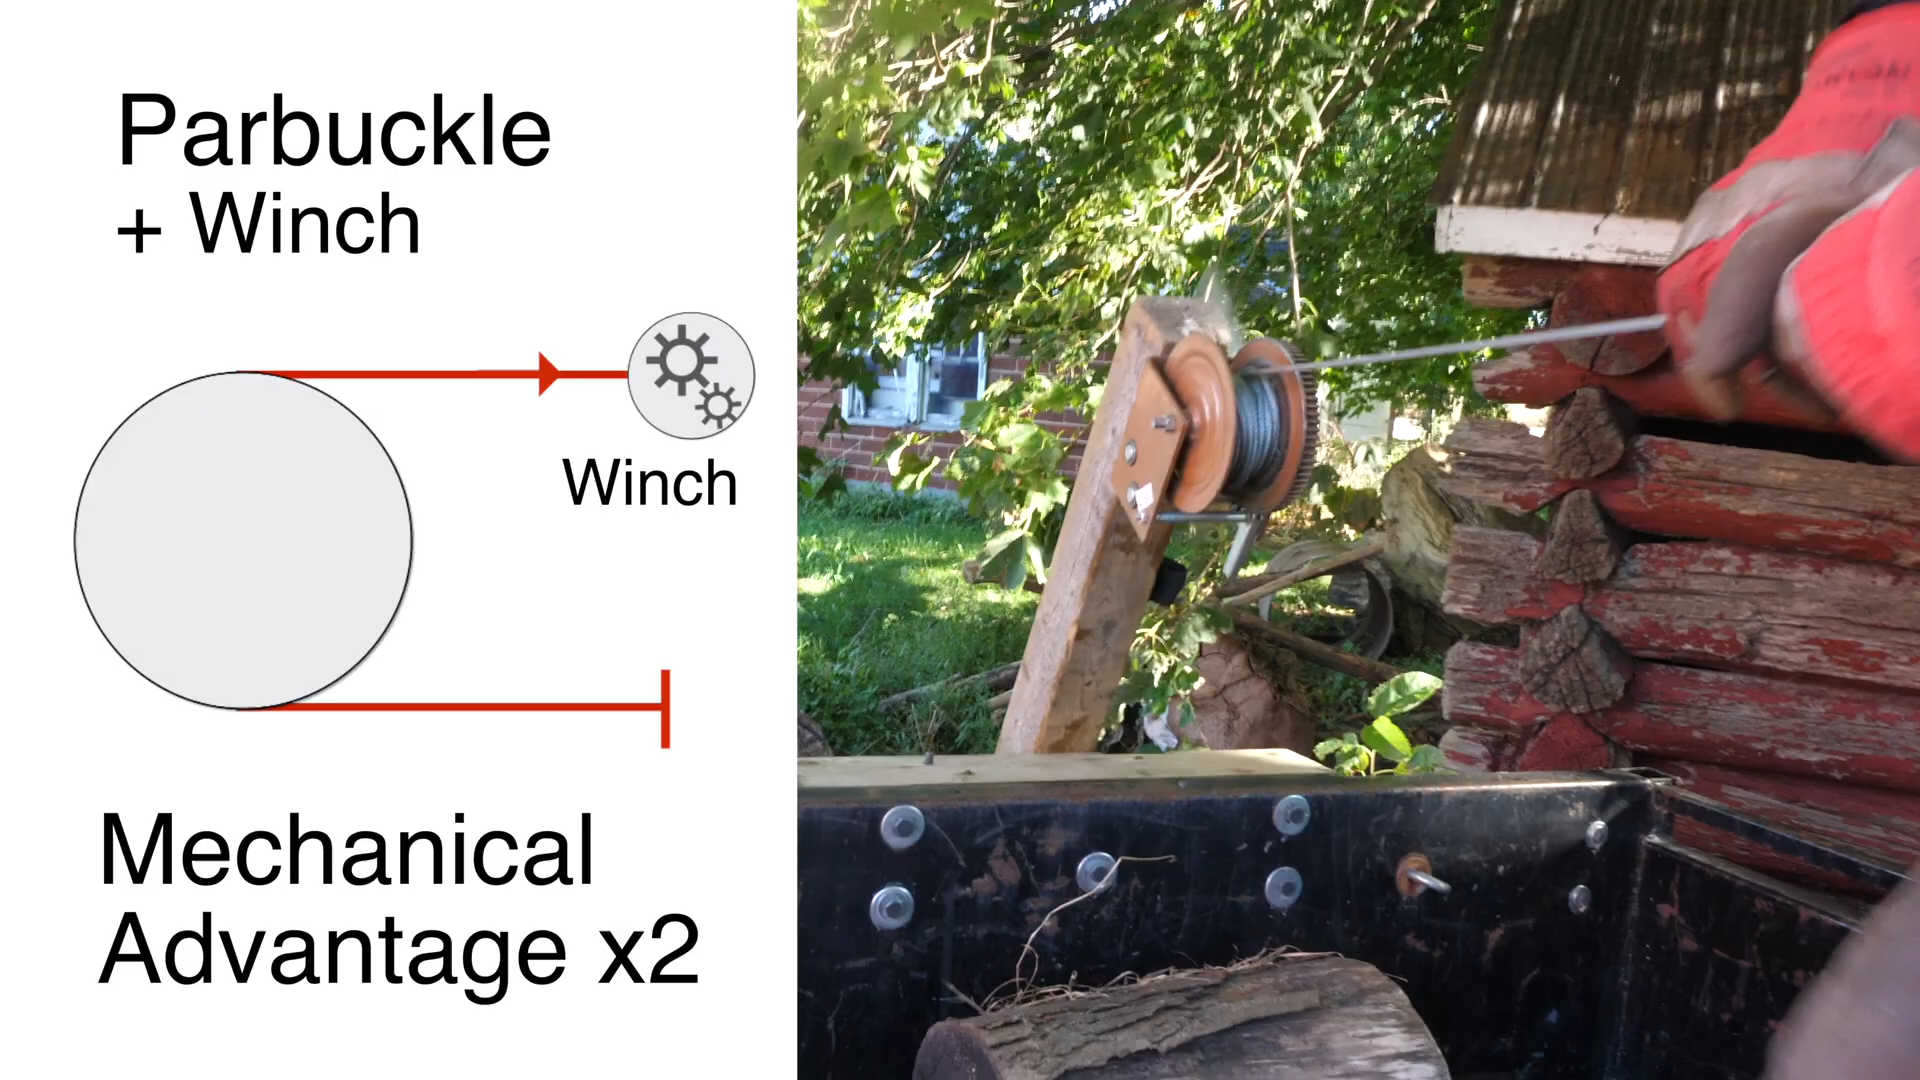 Parbuckle
+ Winch
Winch
Mechanical
Advantage x2